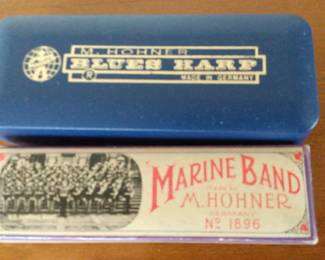 M. HOHNER
BLUES HARP
®
MADE IN GERMANY
MARINE BAND
Made by
M. HOHNER
GERMANY
No 1896